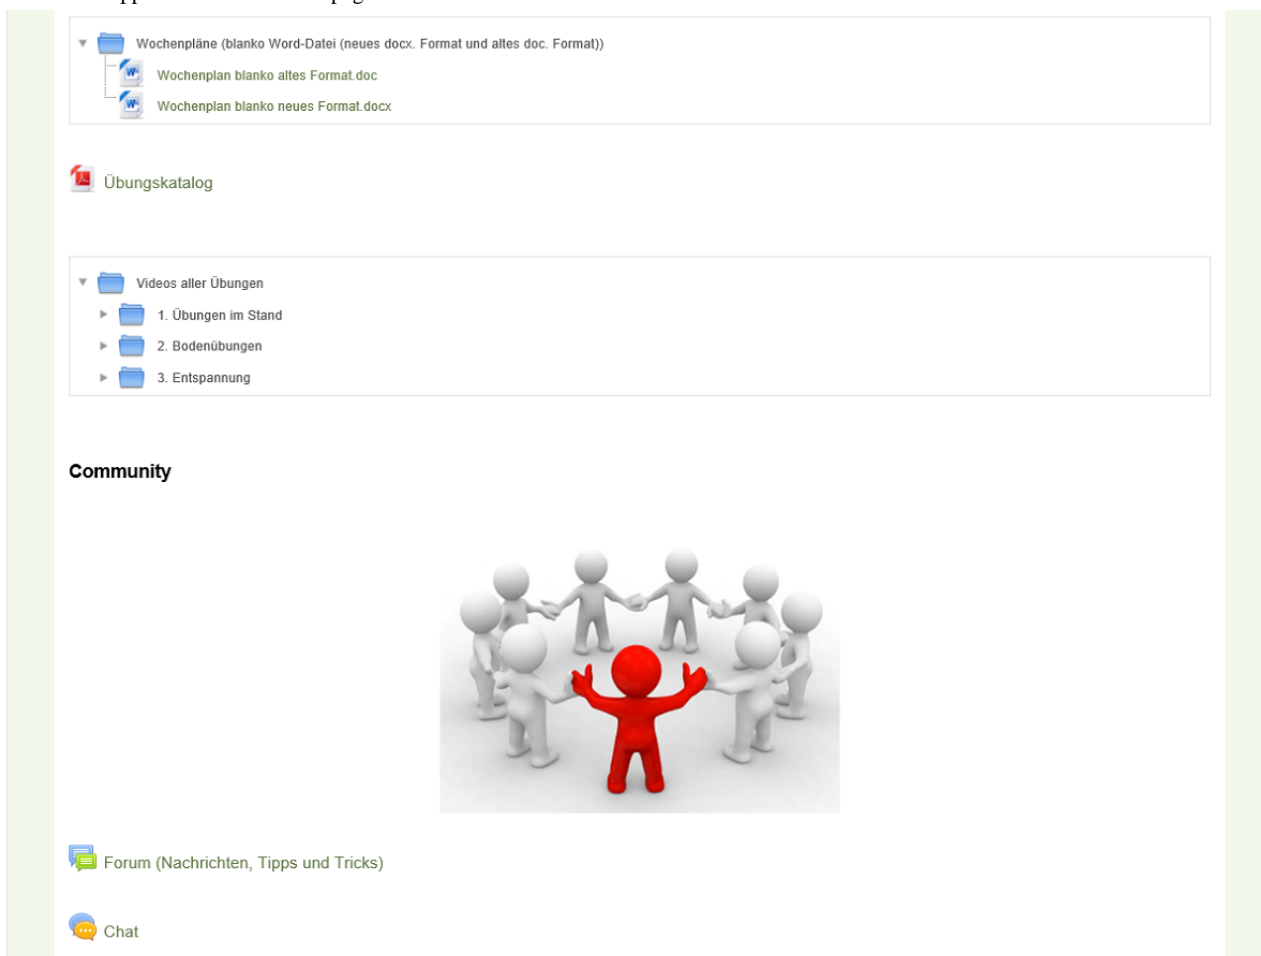 Wochenpläne (blanko Word-Datei (neues docx. Format und altes doc. Format))
Wochenplan blanko altes Format.doc
Wochenplan blanko neues Format.docx
Übungskatalog
Videos aller Übungen
1. Übungen im Stand
2. Bodenübungen
3. Entspannung
Community
Forum (Nachrichten, Tipps und Tricks)
Chat